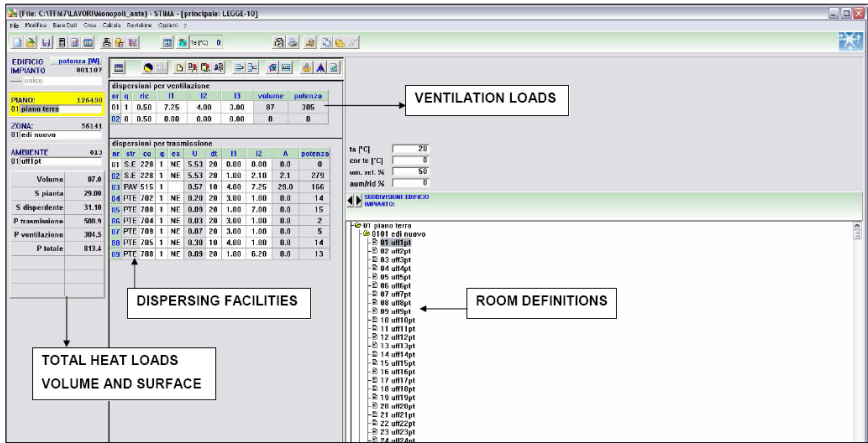 (File: C:\TFM7\LAVORI\Monopoli_ante) - STIMA - [principale: LEGGE-10]
File Modifica Base Dati Crea Calcola Revisione Opzioni ?
te [°C] 0
EDIFICIO potenza [W]
IMPIANTO 801107
unico
PIANO: 126450
01 piano terra
ZONA: 56141
01 edi nuovo
AMBIENTE 813
01 uff1pt
Volume 87.0
S pianta 29.00
S disperdente 31.10
P trasmissione 508.9
P ventilazione 304.5
P totale 813.4
dispersioni per ventilazione
nr q ric l1 l2 l3 volume potenza
01 1 0.50 7.25 4.00 3.00 87 305
02 0 0.50 0.00 0.00 0.00 0 0
VENTILATION LOADS
dispersioni per trasmissione
nr str co q es U dt l1 l2 A potenza
01 S.E 228 1 NE 5.53 20 0.00 0.00 0.0 0
02 S.E 228 1 NE 5.53 20 1.00 2.10 2.1 279
03 PAV 515 1 0.57 10 4.00 7.25 29.0 166
04 PTE 702 1 NE 0.20 20 3.00 1.00 0.0 14
05 PTE 708 1 NE 0.09 20 1.00 7.00 0.0 15
06 PTE 704 1 NE 0.03 20 3.00 1.00 0.0 2
07 PTE 709 1 NE 0.07 20 3.00 1.00 0.0 5
08 PTE 705 1 NE 0.30 10 4.00 1.00 0.0 14
09 PTE 708 1 NE 0.09 20 1.00 6.20 0.0 13
ta [°C] 20
cor te [°C] 0
um. rel. % 50
aum/rid % 0
SUDDIVISIONE EDIFICIO
IMPIANTO:
01 piano terra
0101 edi nuovo
01 uff1pt
02 uff2pt
03 uff3pt
04 uff4pt
05 uff5pt
06 uff6pt
07 uff7pt
08 uff8pt
09 uff9pt
10 uff10pt
11 uff11pt
12 uff12pt
13 uff13pt
14 uff14pt
15 uff15pt
16 uff16pt
17 uff17pt
18 uff18pt
19 uff19pt
20 uff20pt
21 uff21pt
22 uff22pt
23 uff23pt
24 uff24pt
DISPERSING FACILITIES
ROOM DEFINITIONS
TOTAL HEAT LOADS
VOLUME AND SURFACE